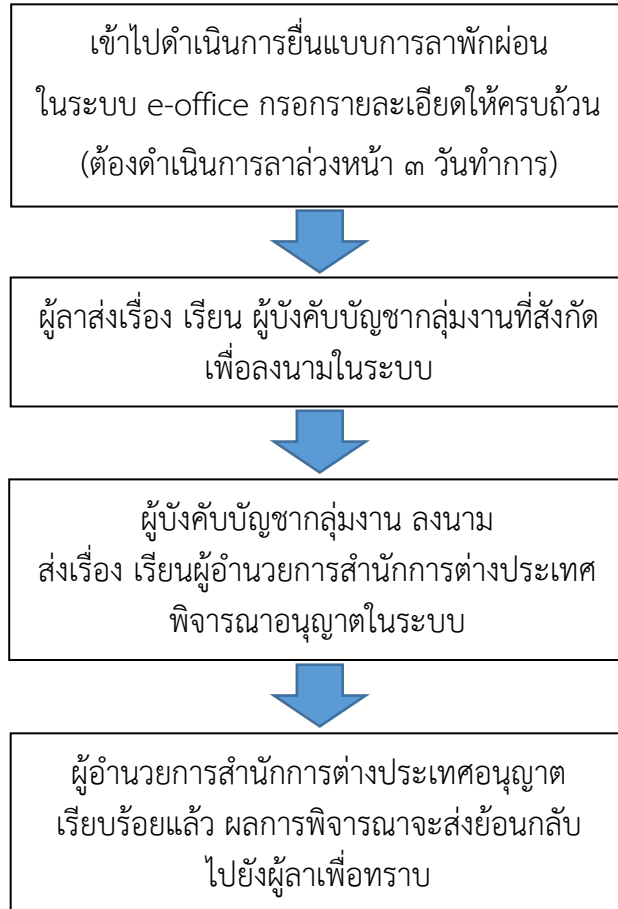 เข้าไปดำเนินการยื่นแบบการลาพักผ่อน
ในระบบ e-office กรอกรายละเอียดให้ครบถ้วน
(ต้องดำเนินการลาล่วงหน้า ๓ วันทำการ)
ผู้ลาส่งเรื่อง เรียน ผู้บังคับบัญชากลุ่มงานที่สังกัด
เพื่อลงนามในระบบ
ผู้บังคับบัญชากลุ่มงาน ลงนาม
ส่งเรื่อง เรียนผู้อำนวยการสำนักการต่างประเทศ
พิจารณาอนุญาตในระบบ
ผู้อำนวยการสำนักการต่างประเทศอนุญาต
เรียบร้อยแล้ว ผลการพิจารณาจะส่งย้อนกลับ
ไปยังผู้ลาเพื่อทราบ